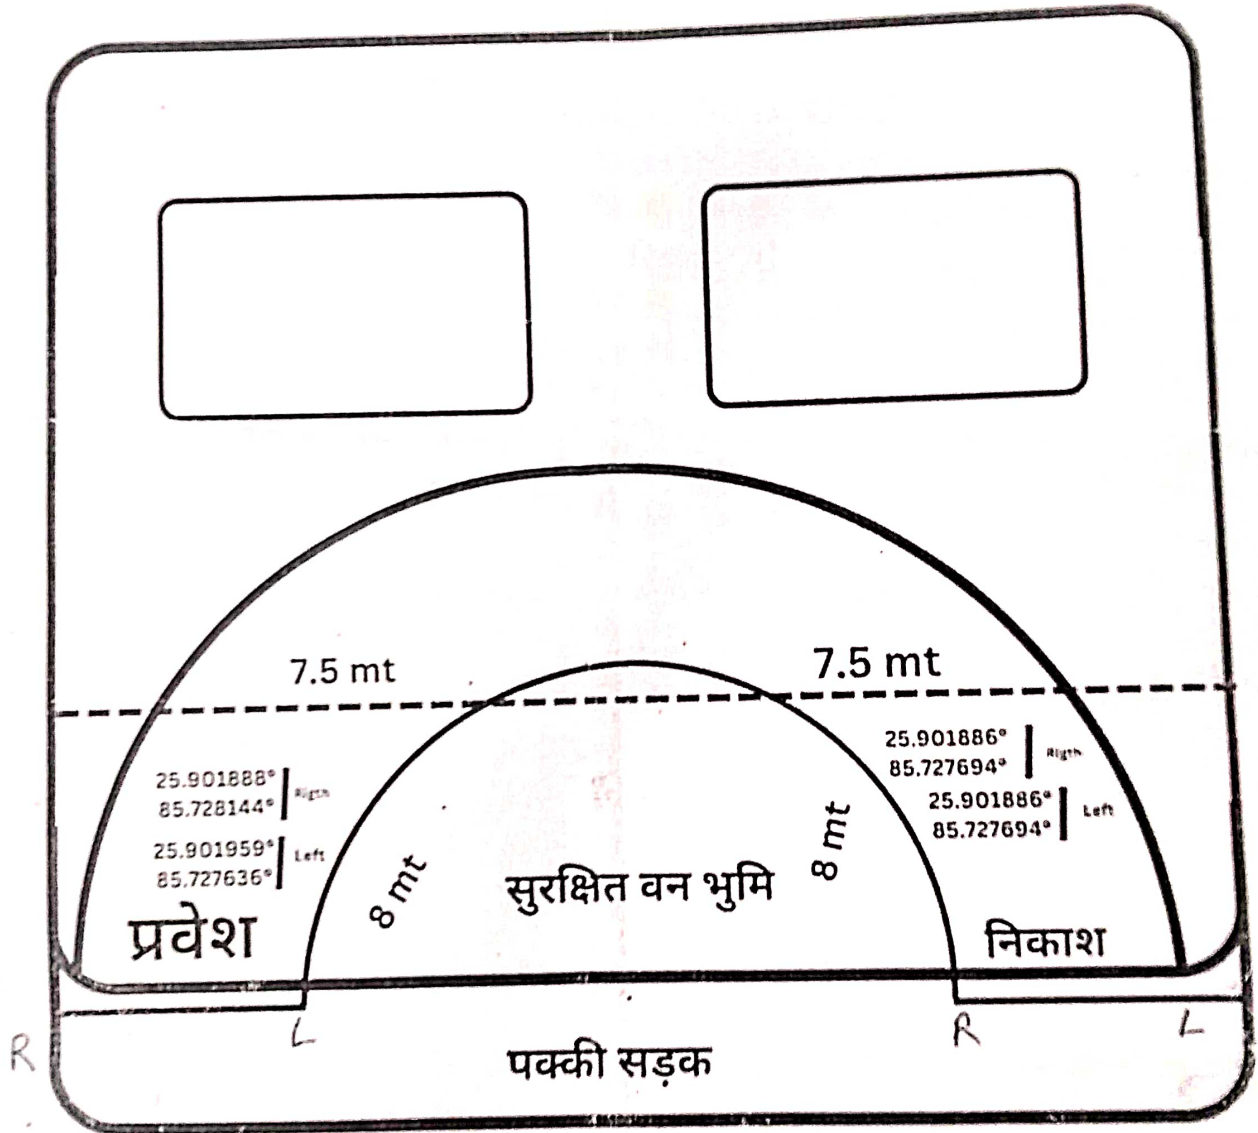 7.5 mt
7.5 mt
25.901888°
85.728144°
Rigth
25.901959°
85.727636°
Left
25.901886°
85.727694°
Rigth
25.901886°
85.727694°
Left
8 mt
8 mt
सुरक्षित वन भुमि
प्रवेश
निकाश
R
L
R
L
पक्की सड़क